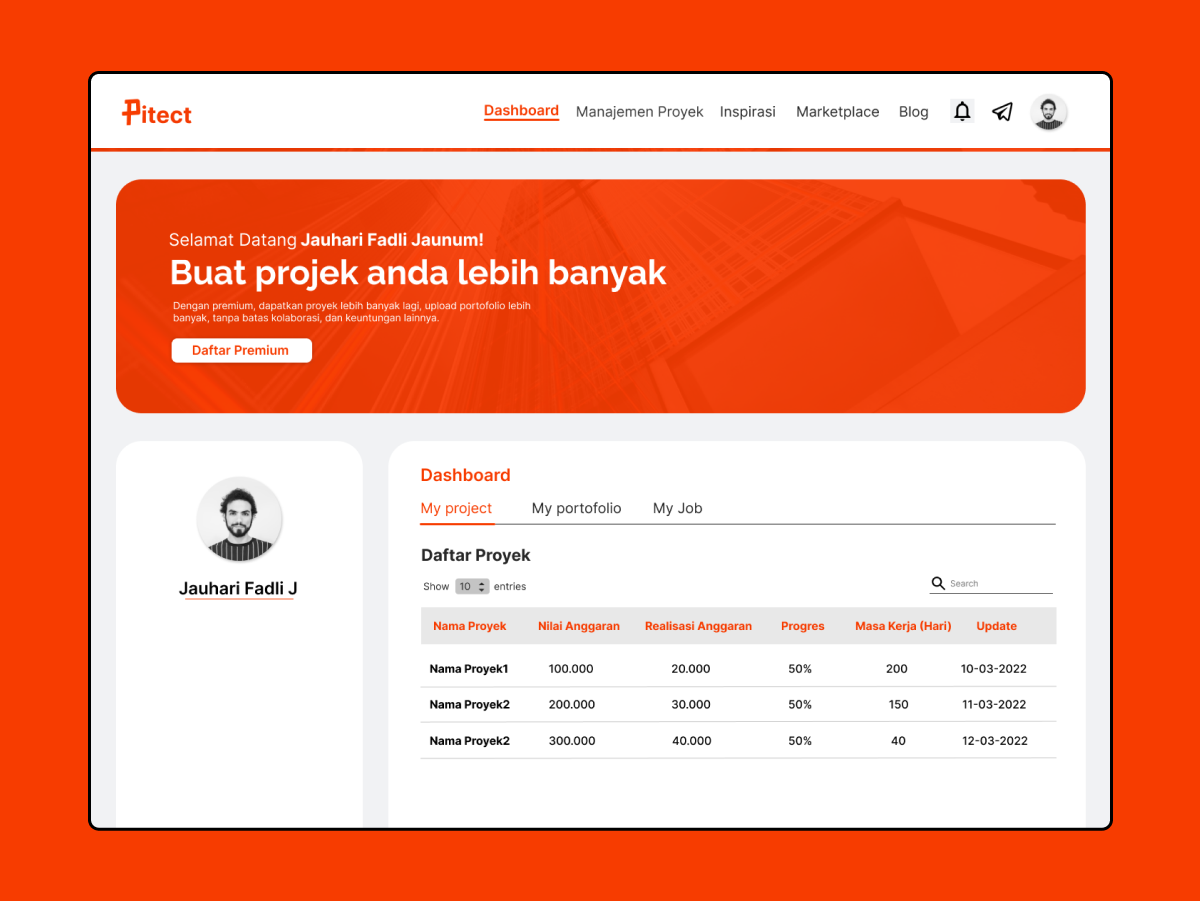 Pitect
Dashboard Manajemen Proyek Inspirasi Marketplace Blog
Selamat Datang Jauhari Fadli Jaunum!
Buat projek anda lebih banyak
Dengan premium, dapatkan proyek lebih banyak lagi, upload portofolio lebih
banyak, tanpa batas kolaborasi, dan keuntungan lainnya.
Daftar Premium
Jauhari Fadli J
Dashboard
My project My portofolio My Job
Daftar Proyek
Show 10 entries Search
Nama Proyek Nilai Anggaran Realisasi Anggaran Progres Masa Kerja (Hari) Update
Nama Proyek1 100.000 20.000 50% 200 10-03-2022
Nama Proyek2 200.000 30.000 50% 150 11-03-2022
Nama Proyek2 300.000 40.000 50% 40 12-03-2022